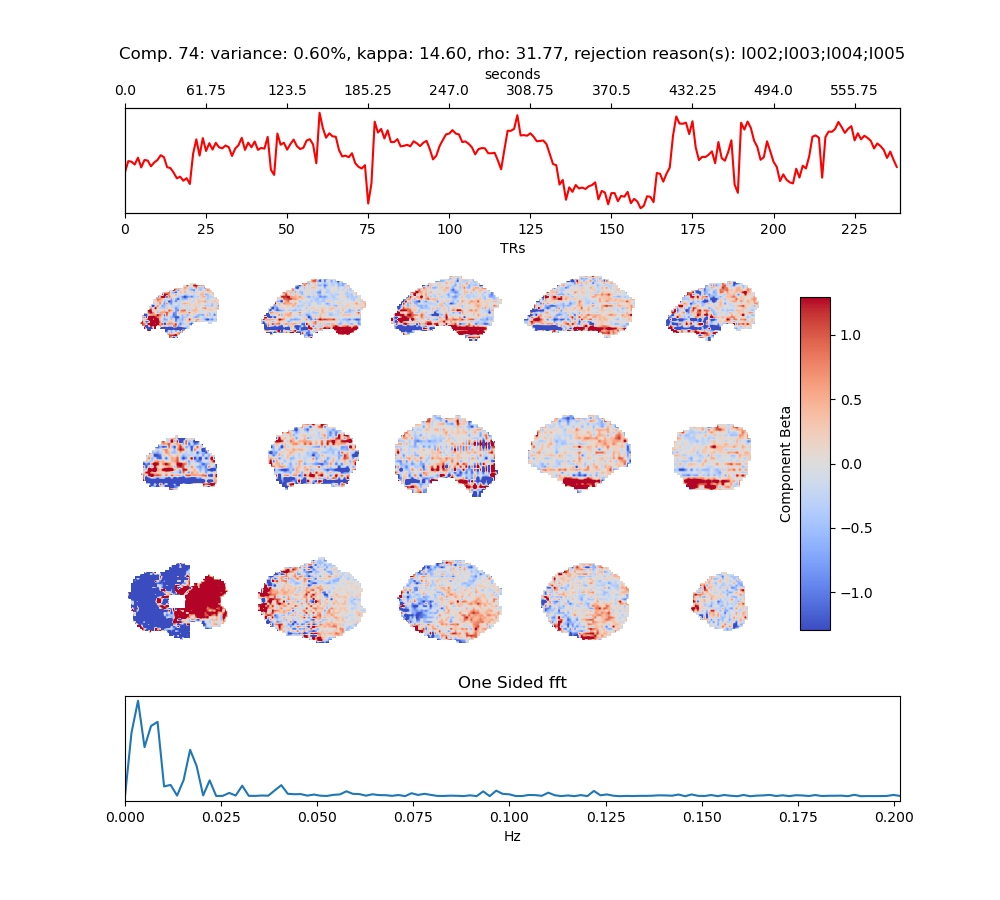 Comp. 74: variance: 0.60%, kappa: 14.60, rho: 31.77, rejection reason(s): I002;I003;I004;I005
seconds
0.0 61.75 123.5 185.25 247.0 308.75 370.5 432.25 494.0 555.75
0 25 50 75 100 125 150 175 200 225
TRs
1.0
0.5
0.0
−0.5
−1.0
Component Beta
One Sided fft
0.000 0.025 0.050 0.075 0.100 0.125 0.150 0.175 0.200
Hz